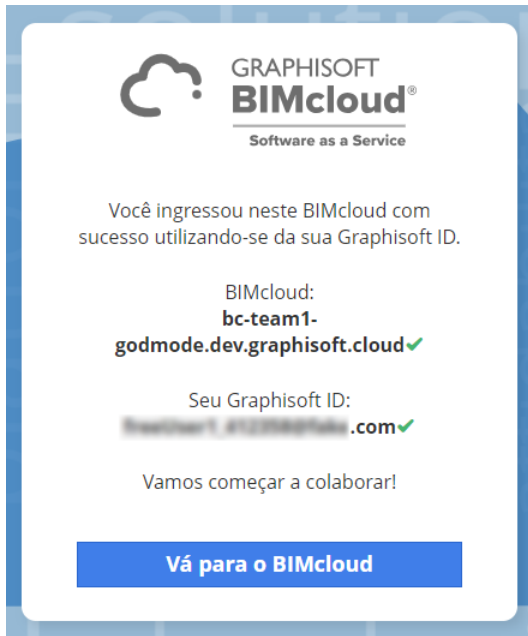 GRAPHISOFT
BIMcloud®
Software as a Service
Você ingressou neste BIMcloud com
sucesso utilizando-se da sua Graphisoft ID.
BIMcloud:
bc-team1-
godmode.dev.graphisoft.cloud
Seu Graphisoft ID:
.com
Vamos começar a colaborar!
Vá para o BIMcloud